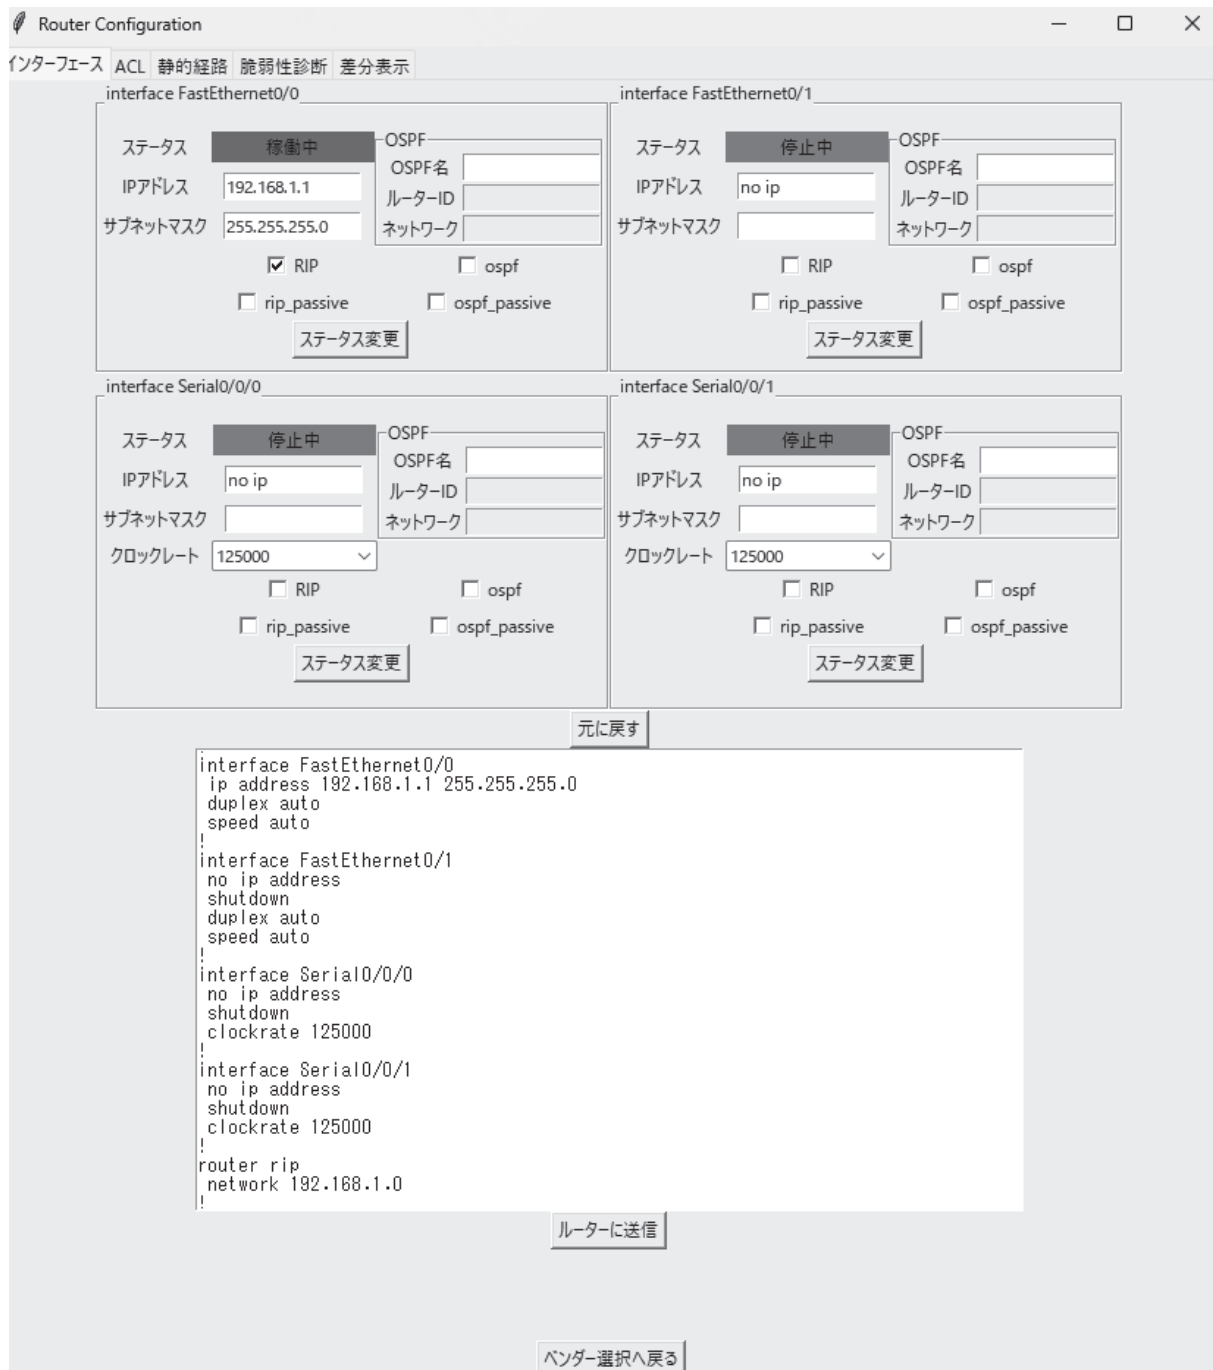 Router Configuration
インターフェース ACL 静的経路 脆弱性診断 差分表示
interface FastEthernet0/0
ステータス 稼働中
IPアドレス 192.168.1.1
サブネットマスク 255.255.255.0
OSPF
OSPF名
ルーターID
ネットワーク
RIP ospf
rip_passive ospf_passive
ステータス変更
interface FastEthernet0/1
ステータス 停止中
IPアドレス no ip
サブネットマスク
OSPF
OSPF名
ルーターID
ネットワーク
RIP ospf
rip_passive ospf_passive
ステータス変更
interface Serial0/0/0
ステータス 停止中
IPアドレス no ip
サブネットマスク
クロックレート 125000
OSPF
OSPF名
ルーターID
ネットワーク
RIP ospf
rip_passive ospf_passive
ステータス変更
interface Serial0/0/1
ステータス 停止中
IPアドレス no ip
サブネットマスク
クロックレート 125000
OSPF
OSPF名
ルーターID
ネットワーク
RIP ospf
rip_passive ospf_passive
ステータス変更
元に戻す
interface FastEthernet0/0
ip address 192.168.1.1 255.255.255.0
duplex auto
speed auto
!
interface FastEthernet0/1
no ip address
shutdown
duplex auto
speed auto
!
interface Serial0/0/0
no ip address
shutdown
clockrate 125000
!
interface Serial0/0/1
no ip address
shutdown
clockrate 125000
!
router rip
network 192.168.1.0
!
ルーターに送信
ベンダー選択へ戻る